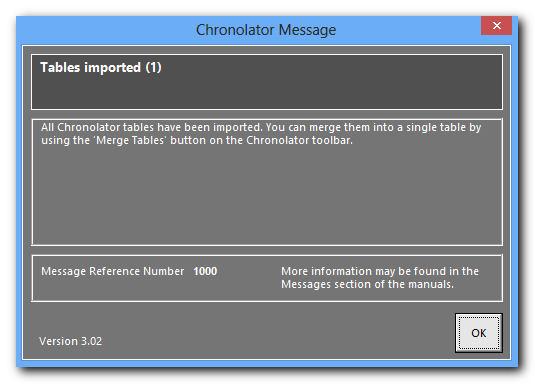 Chronolator Message
Tables imported (1)
All Chronolator tables have been imported. You can merge them into a single table by
using the 'Merge Tables' button on the Chronolator toolbar.
Message Reference Number 1000
More information may be found in the
Messages section of the manuals.
Version 3.02
OK